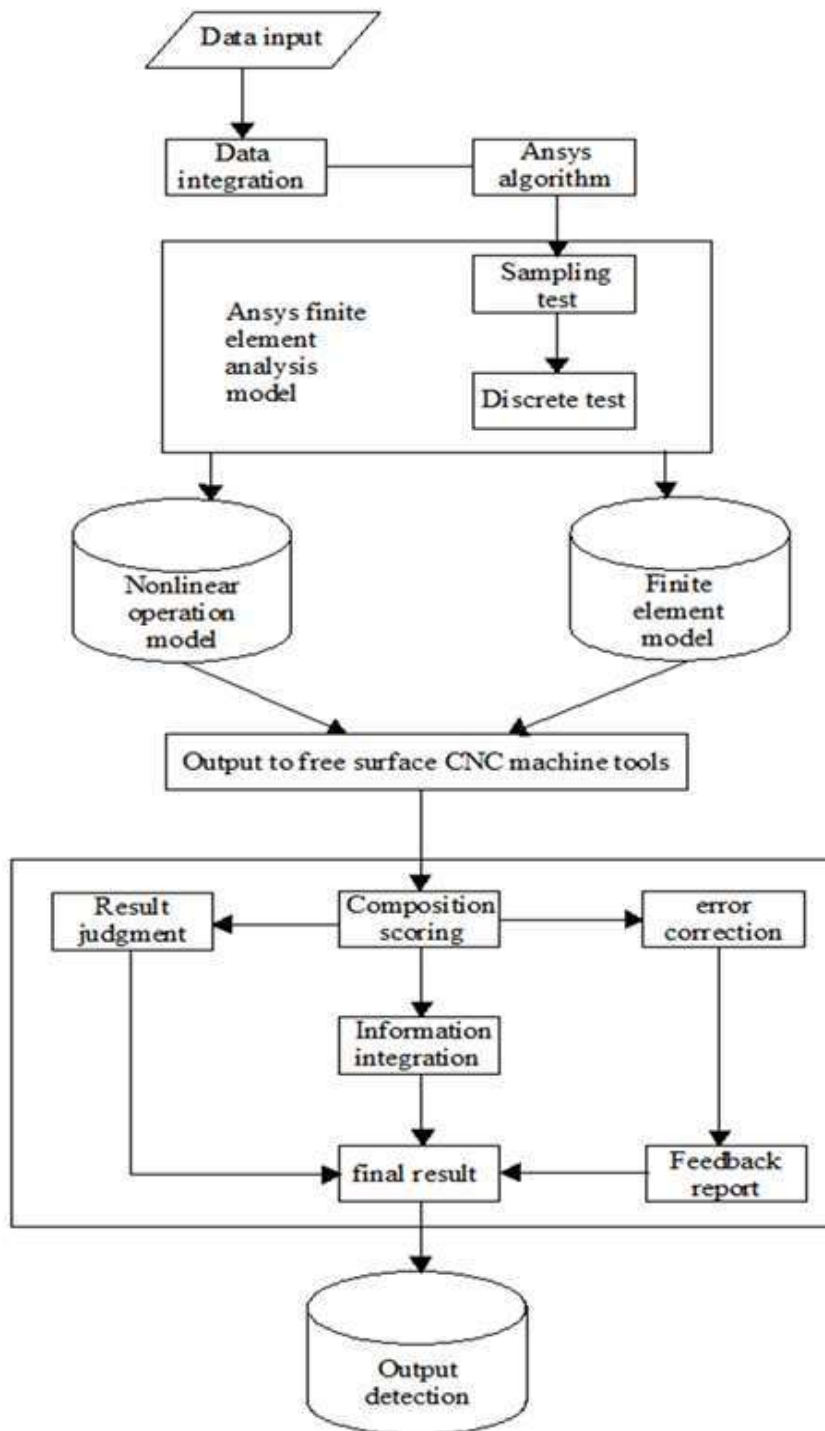 Data input
Data
integration
Ansys
algorithm
Ansys finite
element
analysis
model
Sampling
test
Discrete test
Nonlinear
operation
model
Finite
element
model
Output to free surface CNC machine tools
Result
judgment
Composition
scoring
error
correction
Information
integration
final result
Feedback
report
Output
detection